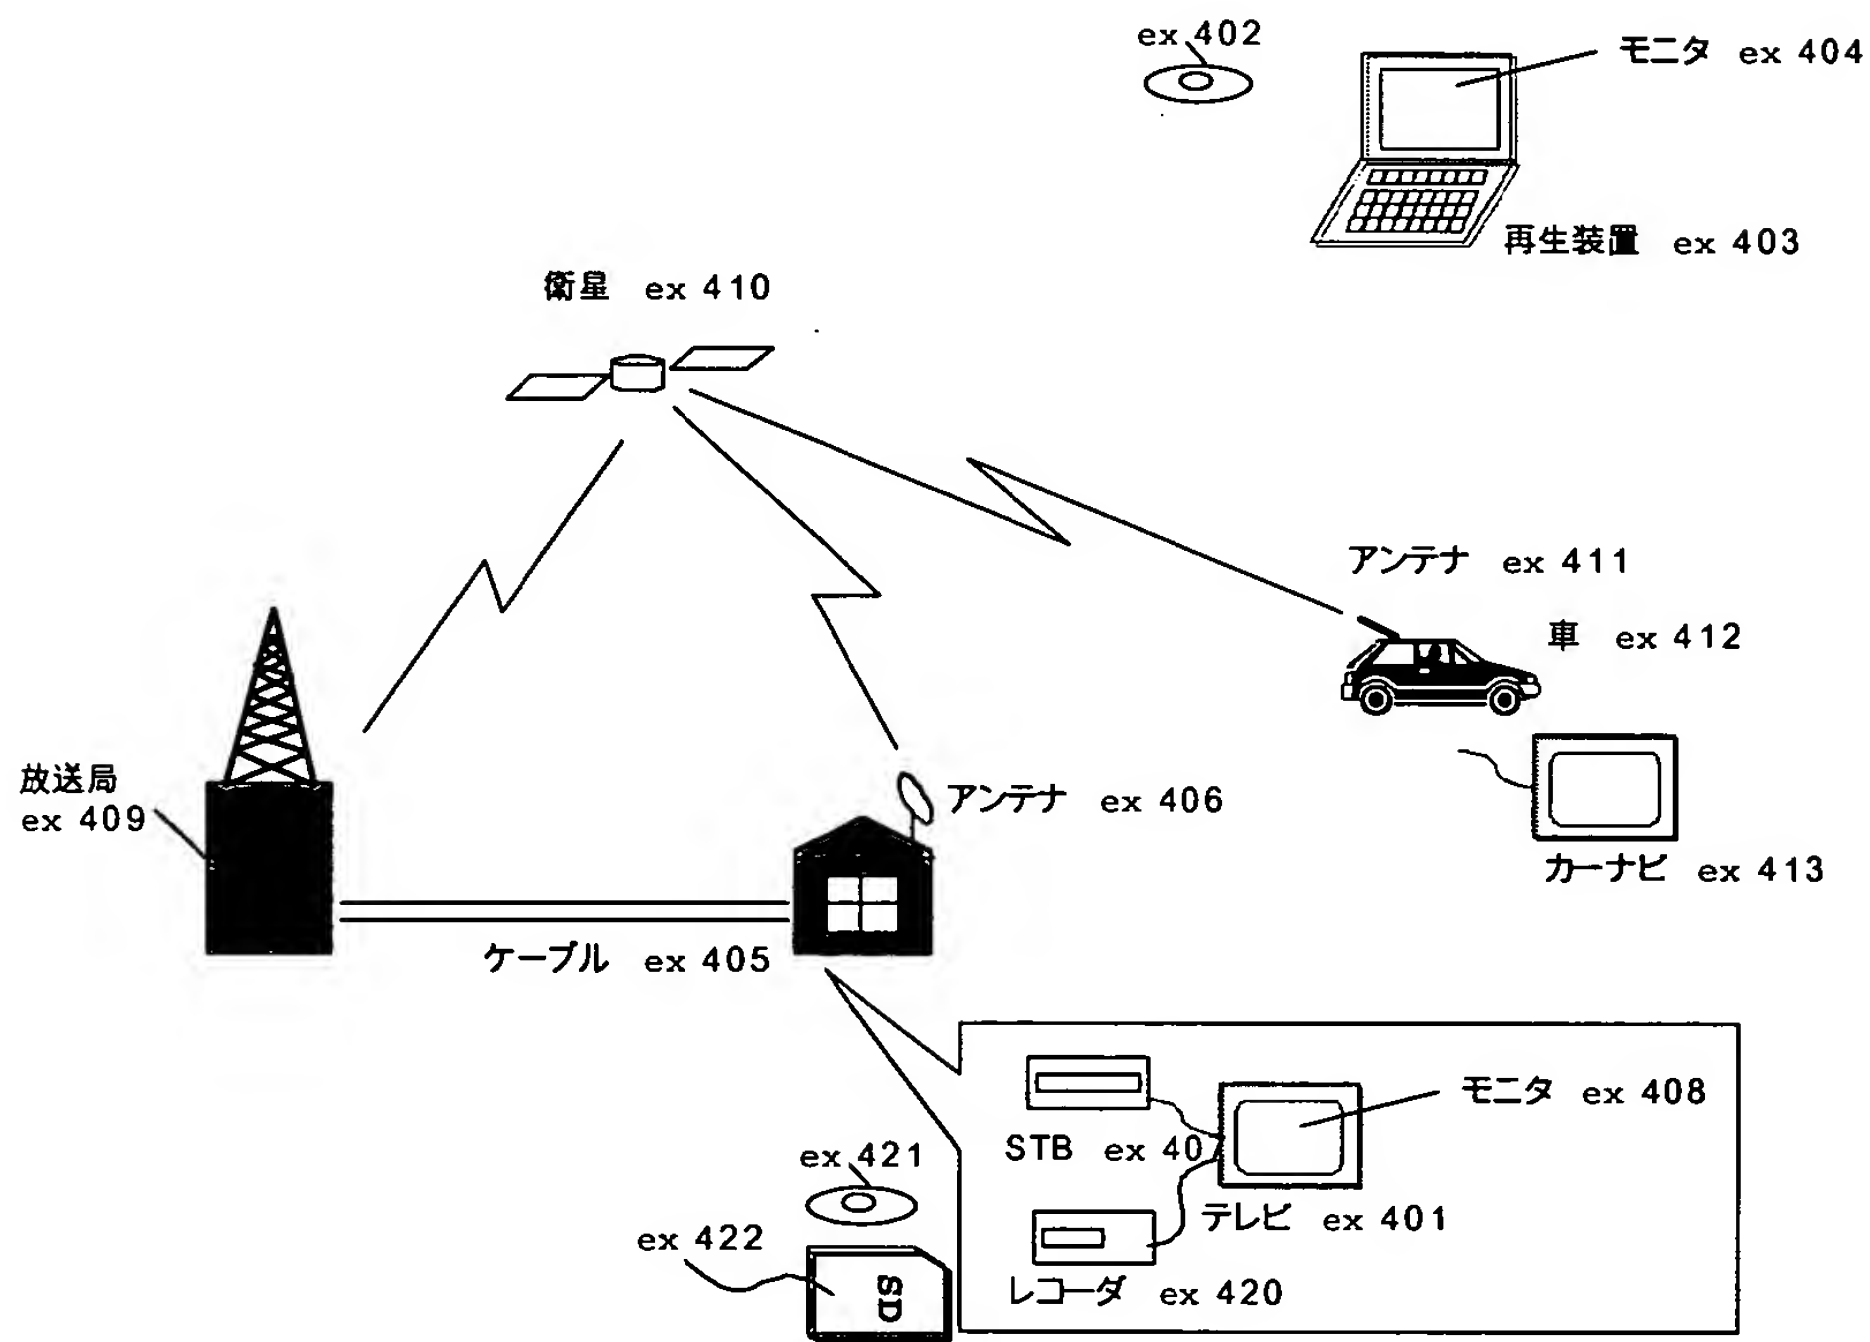 ex 402
モニタ ex 404
再生装置 ex 403
衛星 ex 410
アンテナ ex 411
車 ex 412
放送局
ex 409
アンテナ ex 406
カーナビ ex 413
ケーブル ex 405
モニタ ex 408
STB ex 40
ex 421
テレビ ex 401
ex 422
SD
レコーダ ex 420